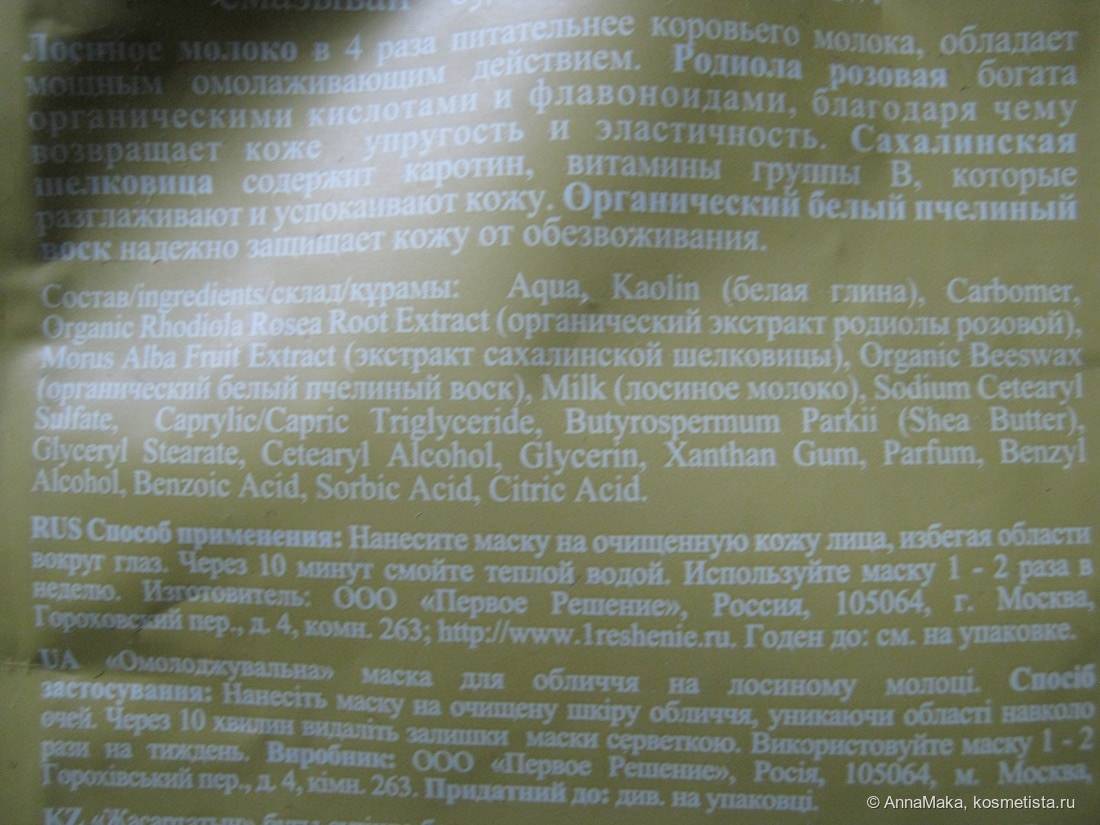 Лосиное молоко в 4 раза питательнее коровьего молока, обладает
мощным омолаживающим действием. Родиола розовая богата
органическими кислотами и флавоноидами, благодаря чему
возвращает коже упругость и эластичность. Сахалинская
шелковица содержит каротин, витамины группы В, которые
разглаживают и успокаивают кожу. Органический белый пчелиный
воск надежно защищает кожу от обезвоживания.
Состав/ingredients/склад/құрамы: Aqua, Kaolin (белая глина), Carbomer,
Organic Rhodiola Rosea Root Extract (органический экстракт родиолы розовой),
Morus Alba Fruit Extract (экстракт сахалинской шелковицы), Organic Beeswax
(органический белый пчелиный воск), Milk (лосиное молоко), Sodium Cetearyl
Sulfate, Caprylic/Capric Triglyceride, Butyrospermum Parkii (Shea Butter),
Glyceryl Stearate, Cetearyl Alcohol, Glycerin, Xanthan Gum, Parfum, Benzyl
Alcohol, Benzoic Acid, Sorbic Acid, Citric Acid.
RUS Способ применения: Нанесите маску на очищенную кожу лица, избегая области
вокруг глаз. Через 10 минут смойте теплой водой. Используйте маску 1 - 2 раза в
неделю. Изготовитель: ООО «Первое Решение», Россия, 105064, г. Москва,
Гороховский пер., д. 4, комн. 263; http://www.1reshenie.ru. Годен до: см. на упаковке.
UA «Омолоджувальна» маска для обличчя на лосиному молоці. Спосіб
застосування: Нанесіть маску на очищену шкіру обличчя, уникаючи області навколо
очей. Через 10 хвилин видаліть залишки маски серветкою. Використовуйте маску 1 - 2
рази на тиждень. Виробник: ООО «Первое Решение», Росія, 105064, м. Москва,
Горохівський пер., д. 4, кімн. 263. Придатний до: див. на упаковці.
KZ
© AnnaMaka, kosmetista.ru